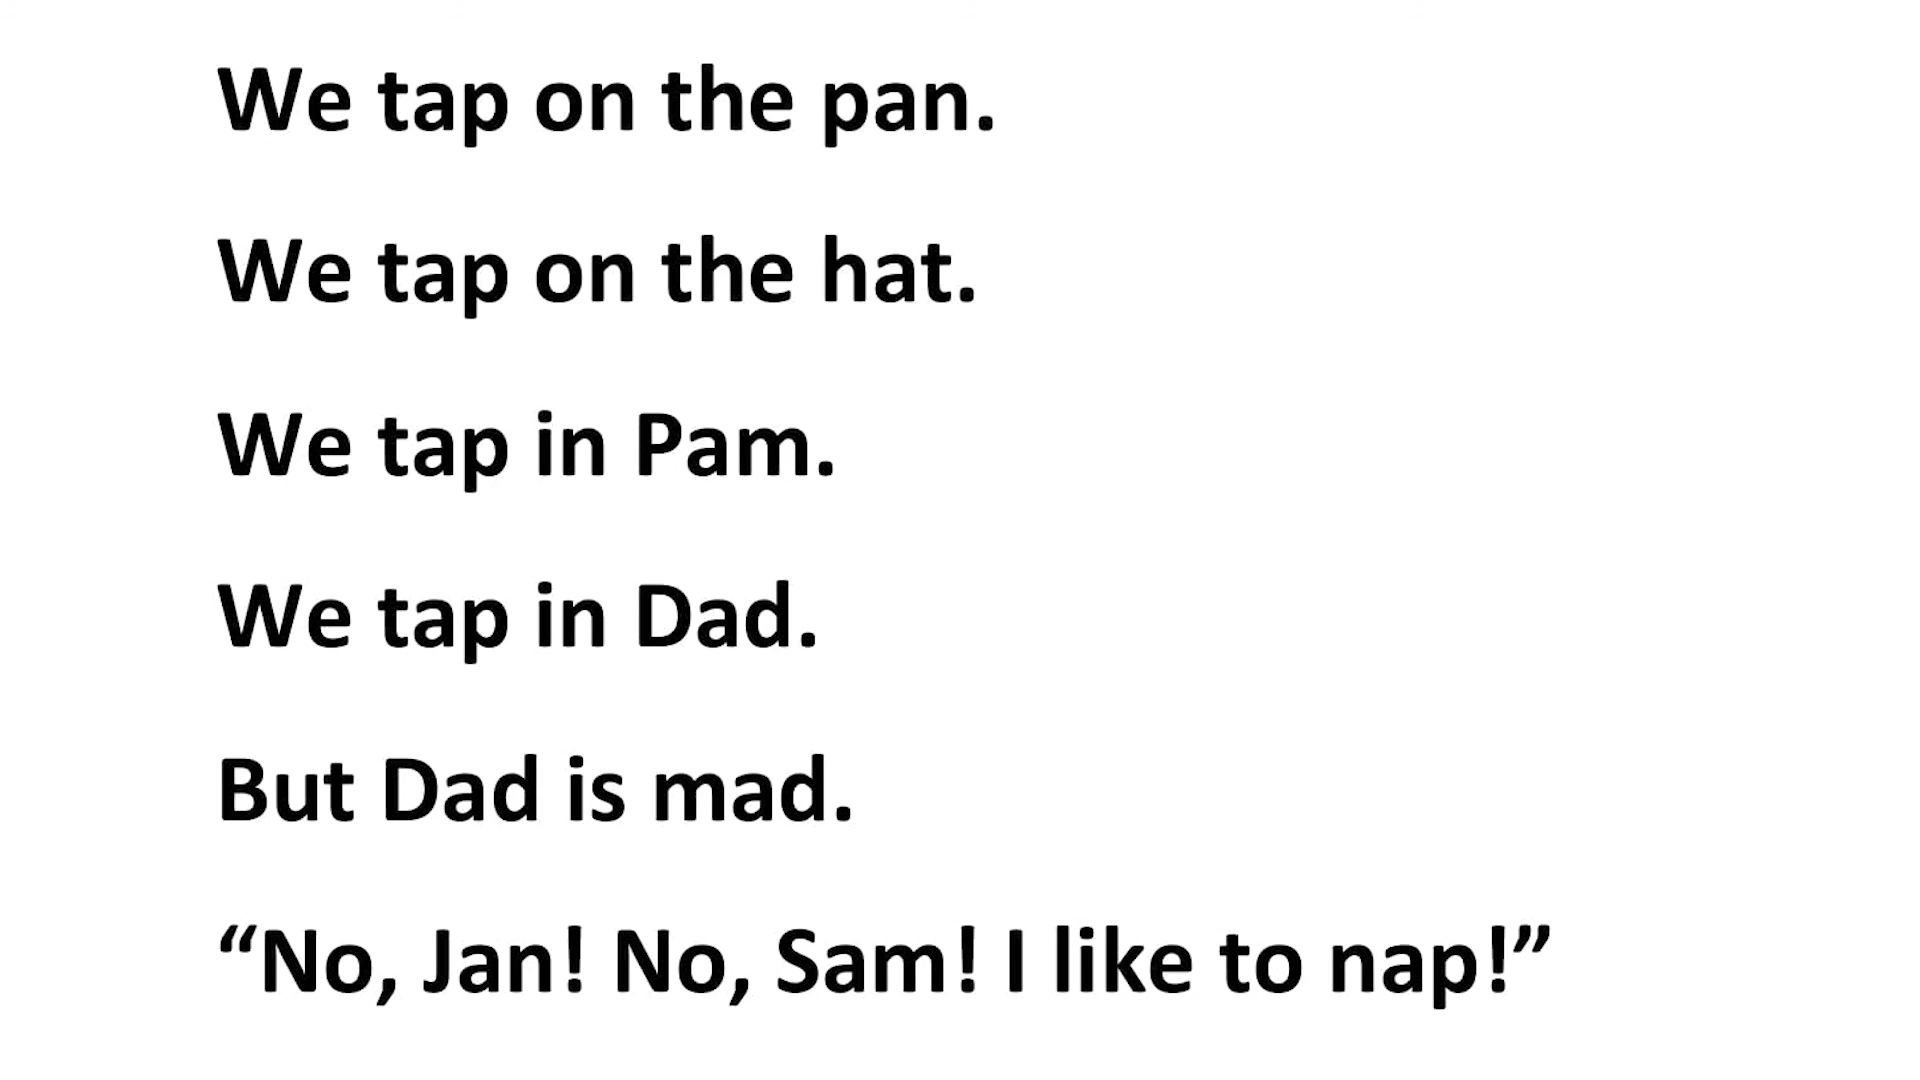 We tap on the pan.
We tap on the hat.
We tap in Pam.
We tap in Dad.
But Dad is mad.
“No, Jan! No, Sam! I like to nap!”